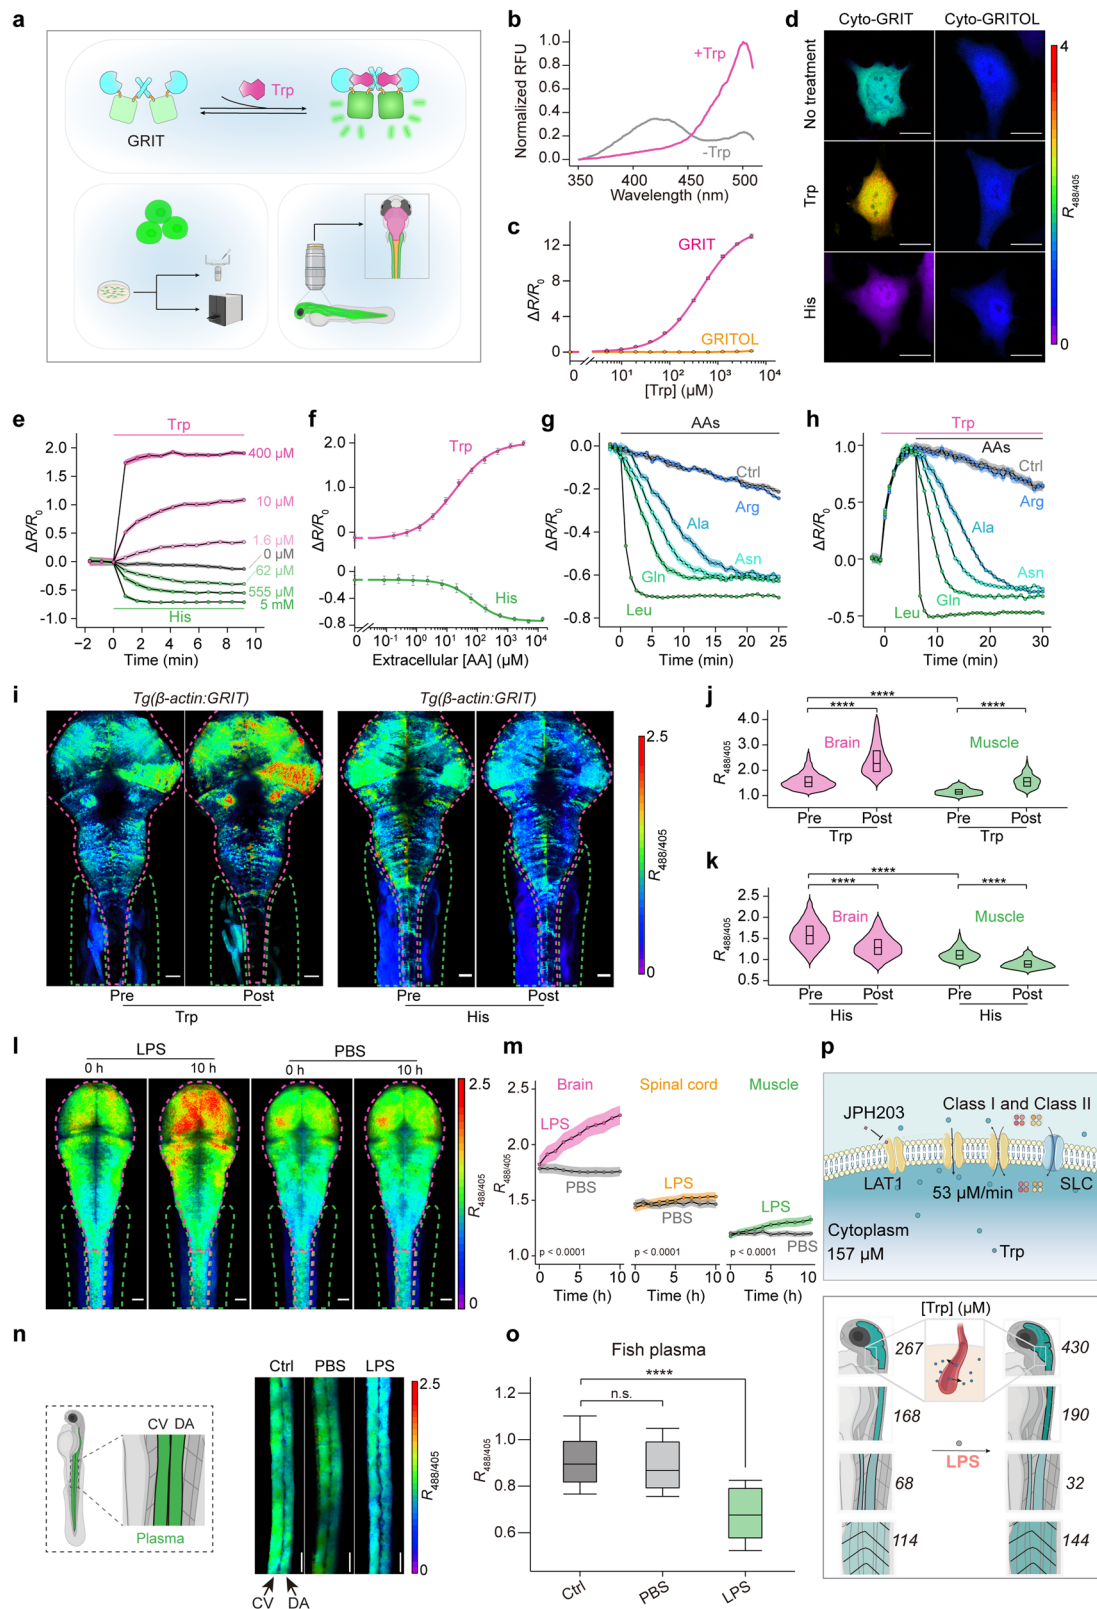 a
Trp
GRIT
b
Normalized RFU
1.0
0.8
0.6
0.4
0.2
0.0
+Trp
-Trp
350 400 450 500
Wavelength (nm)
c
ΔR/R0
12
8
4
0
GRIT
GRITOL
0 10¹ 10² 10³ 10⁴
[Trp] (μM)
d
Cyto-GRIT Cyto-GRITOL
No treatment
Trp
His
4
R488/405
0
e
Trp
ΔR/R0
2.0
1.5
1.0
0.5
0.0
−0.5
−1.0
400 μM
10 μM
1.6 μM
0 μM
62 μM
555 μM
5 mM
His
−2 0 2 4 6 8 10
Time (min)
f
ΔR/R0
2.0
1.0
0
0.0
−0.4
−0.8
Trp
His
0 10⁻¹ 10⁰ 10¹ 10² 10³ 10⁴
Extracellular [AA] (μM)
g
AAs
ΔR/R0
0.0
−0.2
−0.4
−0.6
−0.8
Ctrl
Arg
Ala
Asn
Gln
Leu
0 5 10 15 20 25
Time (min)
h
Trp
AAs
ΔR/R0
1.0
0.5
0.0
−0.5
Ctrl
Arg
Ala
Asn
Gln
Leu
0 5 10 15 20 25 30
Time (min)
i
Tg(β-actin:GRIT) Tg(β-actin:GRIT)
2.5
R488/405
0
Pre Post Pre Post
Trp His
j
R488/405
4.0
3.0
2.0
1.0
****
**** ****
Brain Muscle
Pre Post Pre Post
Trp Trp
k
R488/405
2.5
2.0
1.5
1.0
0.5
****
**** ****
Brain Muscle
Pre Post Pre Post
His His
l
LPS PBS
0 h 10 h 0 h 10 h
2.5
R488/405
0
m
R488/405
2.5
2.0
1.5
1.0
Brain Spinal cord Muscle
LPS
PBS
LPS
PBS
LPS
PBS
p < 0.0001 p < 0.0001 p < 0.0001
0 5 10 0 5 10 0 5 10
Time (h) Time (h) Time (h)
n
CV DA
Plasma
Ctrl PBS LPS
2.5
R488/405
0
CV DA
o
Fish plasma
R488/405
1.2
1.0
0.8
0.6
****
n.s.
Ctrl PBS LPS
p
JPH203
Class I and Class II
LAT1
53 μM/min
SLC
Cytoplasm
157 μM
Trp
[Trp] (μM)
267 430
168 190
LPS
68 32
114 144